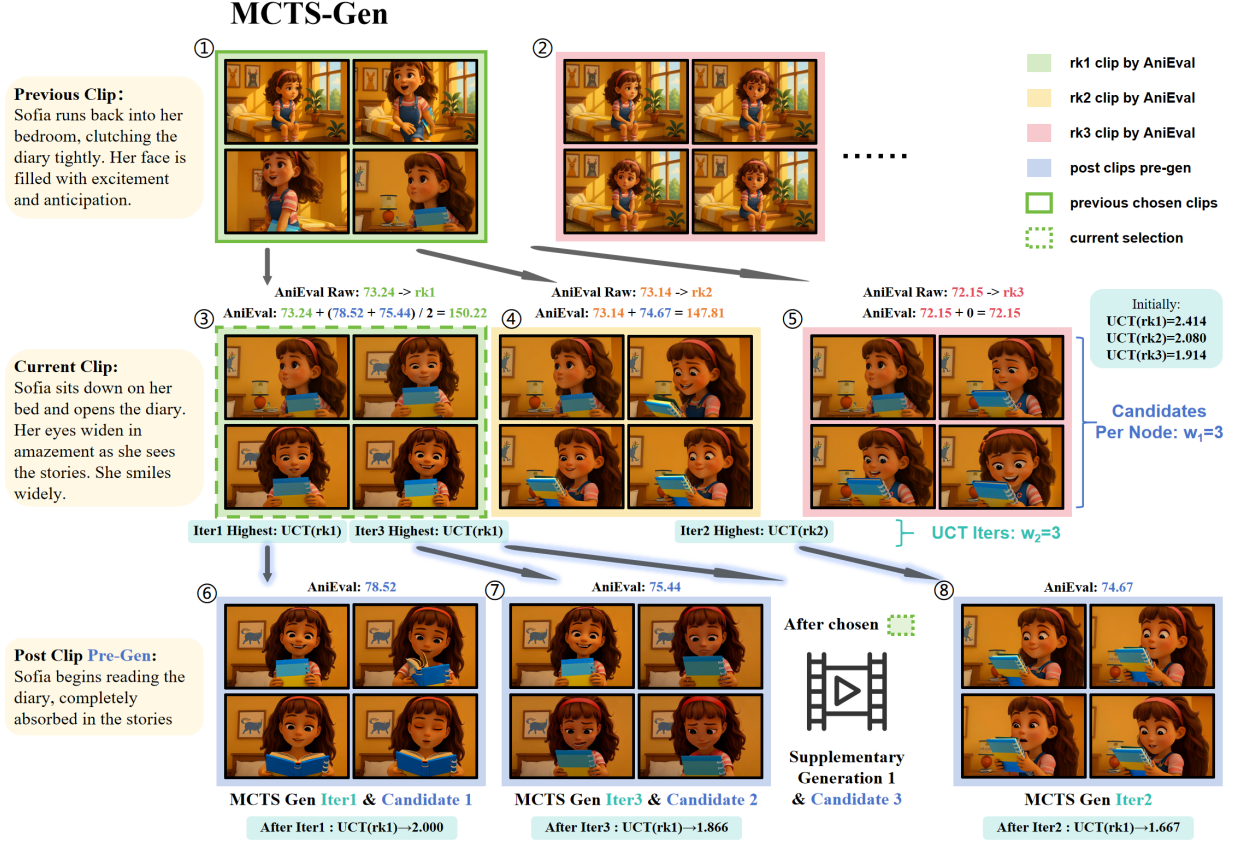 MCTS-Gen
①
②
Previous Clip:
Sofia runs back into her
bedroom, clutching the
diary tightly. Her face is
filled with excitement
and anticipation.
......
rk1 clip by AniEval
rk2 clip by AniEval
rk3 clip by AniEval
post clips pre-gen
previous chosen clips
current selection
AniEval Raw: 73.24 -> rk1
AniEval: 73.24 + (78.52 + 75.44) / 2 = 150.22
AniEval Raw: 73.14 -> rk2
AniEval: 73.14 + 74.67 = 147.81
AniEval Raw: 72.15 -> rk3
AniEval: 72.15 + 0 = 72.15
③
④
⑤
Initially:
UCT(rk1)=2.414
UCT(rk2)=2.080
UCT(rk3)=1.914
Current Clip:
Sofia sits down on her
bed and opens the diary.
Her eyes widen in
amazement as she sees
the stories. She smiles
widely.
Candidates
Per Node: w₁=3
Iter1 Highest: UCT(rk1)
Iter3 Highest: UCT(rk1)
Iter2 Highest: UCT(rk2)
UCT Iters: w₂=3
⑥
AniEval: 78.52
⑦
AniEval: 75.44
⑧
AniEval: 74.67
Post Clip Pre-Gen:
Sofia begins reading the
diary, completely
absorbed in the stories
After chosen
Supplementary
Generation 1
& Candidate 3
MCTS Gen Iter1 & Candidate 1
MCTS Gen Iter3 & Candidate 2
MCTS Gen Iter2
After Iter1 : UCT(rk1)→2.000
After Iter3 : UCT(rk1)→1.866
After Iter2 : UCT(rk1)→1.667